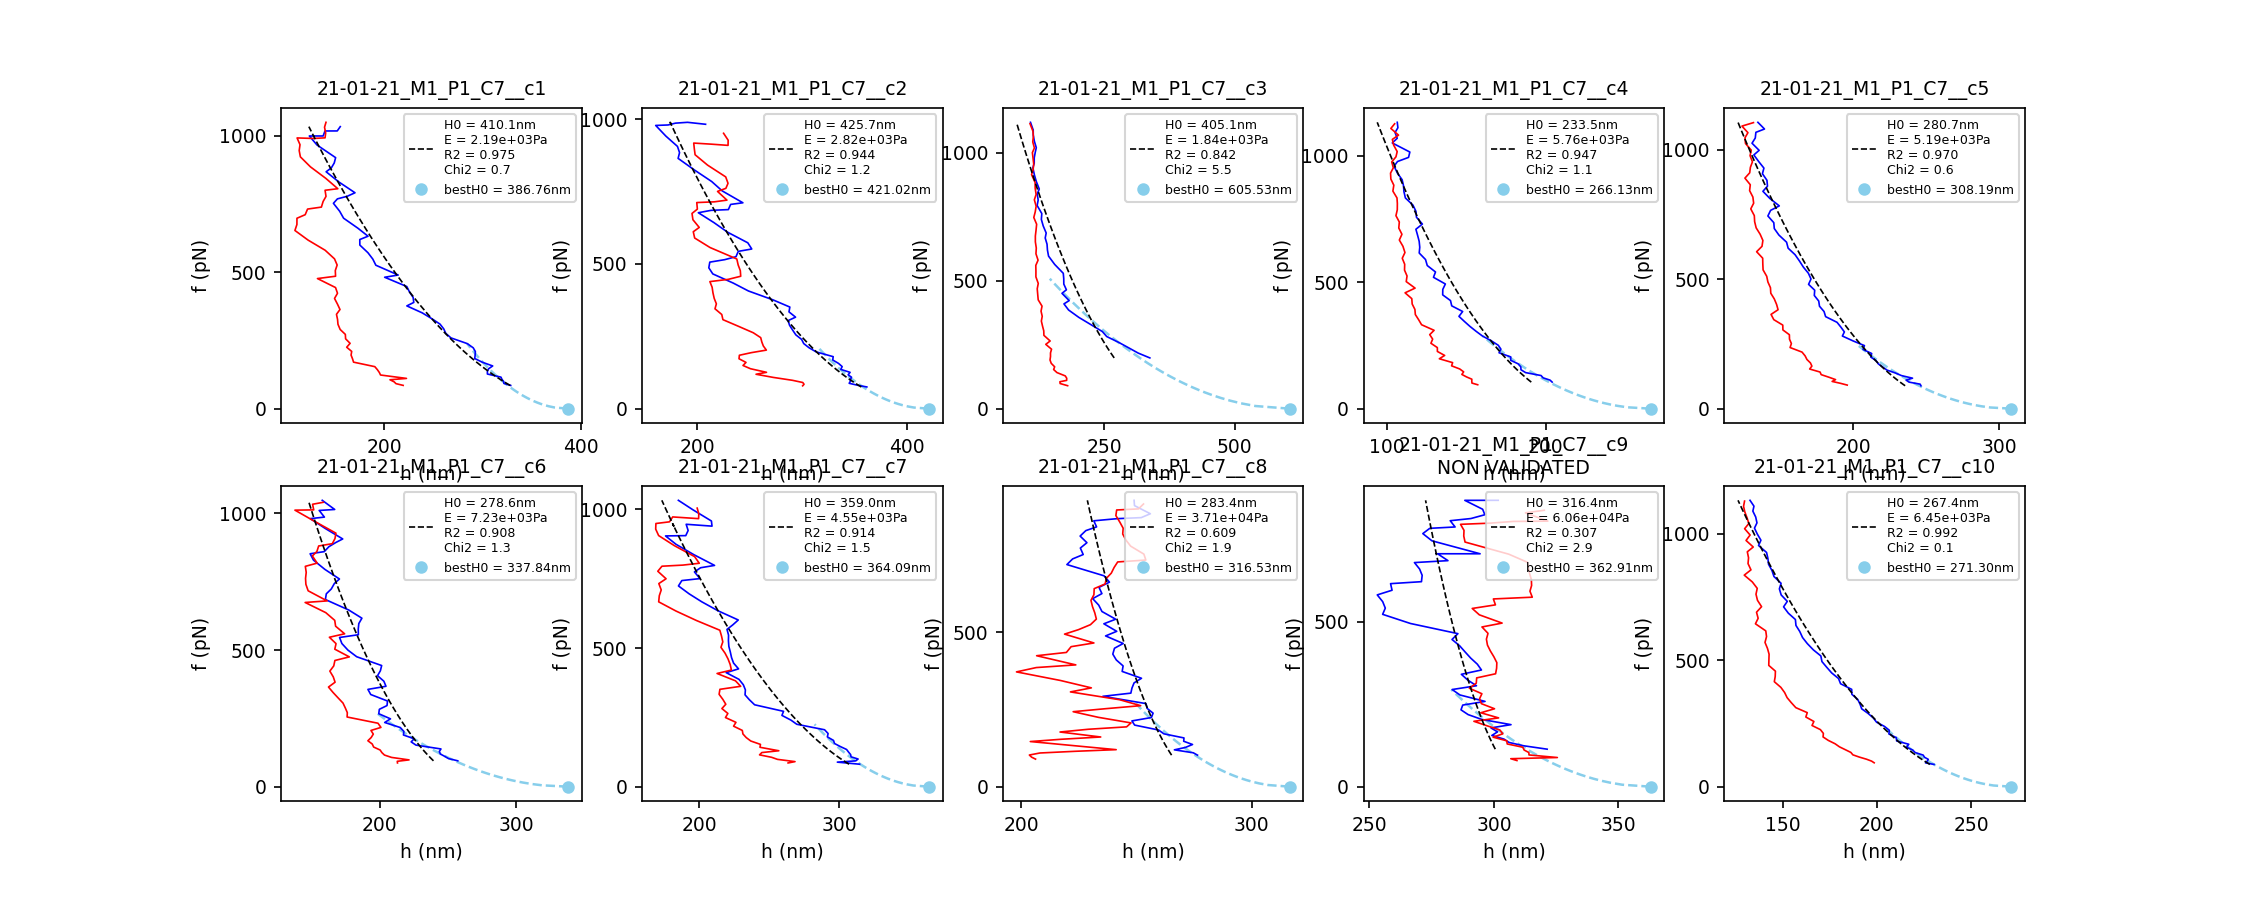 21-01-21_M1_P1_C7__c1
21-01-21_M1_P1_C7__c2
21-01-21_M1_P1_C7__c3
21-01-21_M1_P1_C7__c4
21-01-21_M1_P1_C7__c5
H0 = 410.1nm
E = 2.19e+03Pa
R2 = 0.975
Chi2 = 0.7
bestH0 = 386.76nm
1000
500
0
f (pN)
200
400
h (nm)
H0 = 425.7nm
E = 2.82e+03Pa
R2 = 0.944
Chi2 = 1.2
bestH0 = 421.02nm
1000
500
0
f (pN)
200
400
h (nm)
H0 = 405.1nm
E = 1.84e+03Pa
R2 = 0.842
Chi2 = 5.5
bestH0 = 605.53nm
1000
500
0
f (pN)
250
500
h (nm)
H0 = 233.5nm
E = 5.76e+03Pa
R2 = 0.947
Chi2 = 1.1
bestH0 = 266.13nm
1000
500
0
f (pN)
100
200
h (nm)
H0 = 280.7nm
E = 5.19e+03Pa
R2 = 0.970
Chi2 = 0.6
bestH0 = 308.19nm
1000
500
0
f (pN)
200
300
h (nm)
21-01-21_M1_P1_C7__c6
21-01-21_M1_P1_C7__c7
21-01-21_M1_P1_C7__c8
21-01-21_M1_P1_C7__c9
NON VALIDATED
21-01-21_M1_P1_C7__c10
H0 = 278.6nm
E = 7.23e+03Pa
R2 = 0.908
Chi2 = 1.3
bestH0 = 337.84nm
1000
500
0
f (pN)
200
300
h (nm)
H0 = 359.0nm
E = 4.55e+03Pa
R2 = 0.914
Chi2 = 1.5
bestH0 = 364.09nm
1000
500
0
f (pN)
200
300
h (nm)
H0 = 283.4nm
E = 3.71e+04Pa
R2 = 0.609
Chi2 = 1.9
bestH0 = 316.53nm
500
0
f (pN)
200
300
h (nm)
H0 = 316.4nm
E = 6.06e+04Pa
R2 = 0.307
Chi2 = 2.9
bestH0 = 362.91nm
500
0
f (pN)
250
300
350
h (nm)
H0 = 267.4nm
E = 6.45e+03Pa
R2 = 0.992
Chi2 = 0.1
bestH0 = 271.30nm
1000
500
0
f (pN)
150
200
250
h (nm)